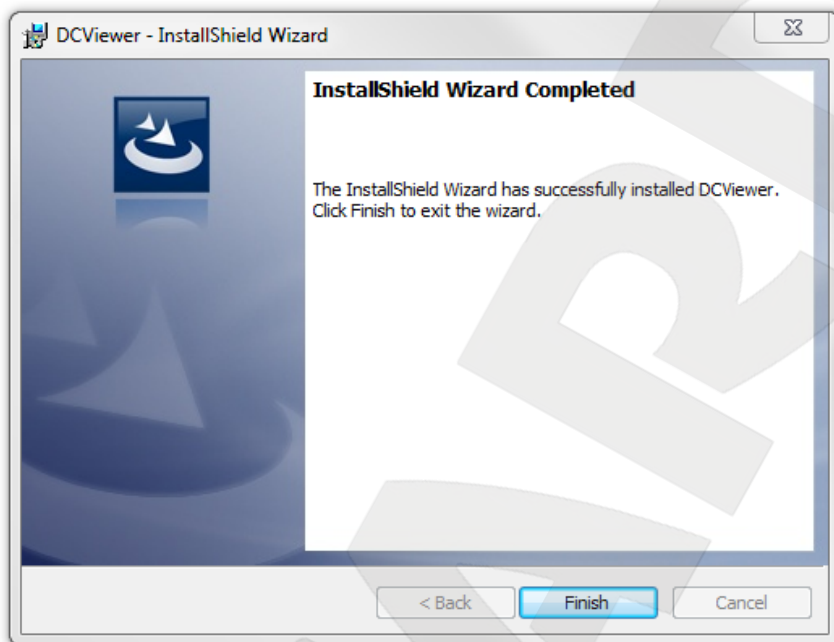 DCViewer - InstallShield Wizard
InstallShield Wizard Completed
The InstallShield Wizard has successfully installed DCViewer.
Click Finish to exit the wizard.
< Back
Finish
Cancel